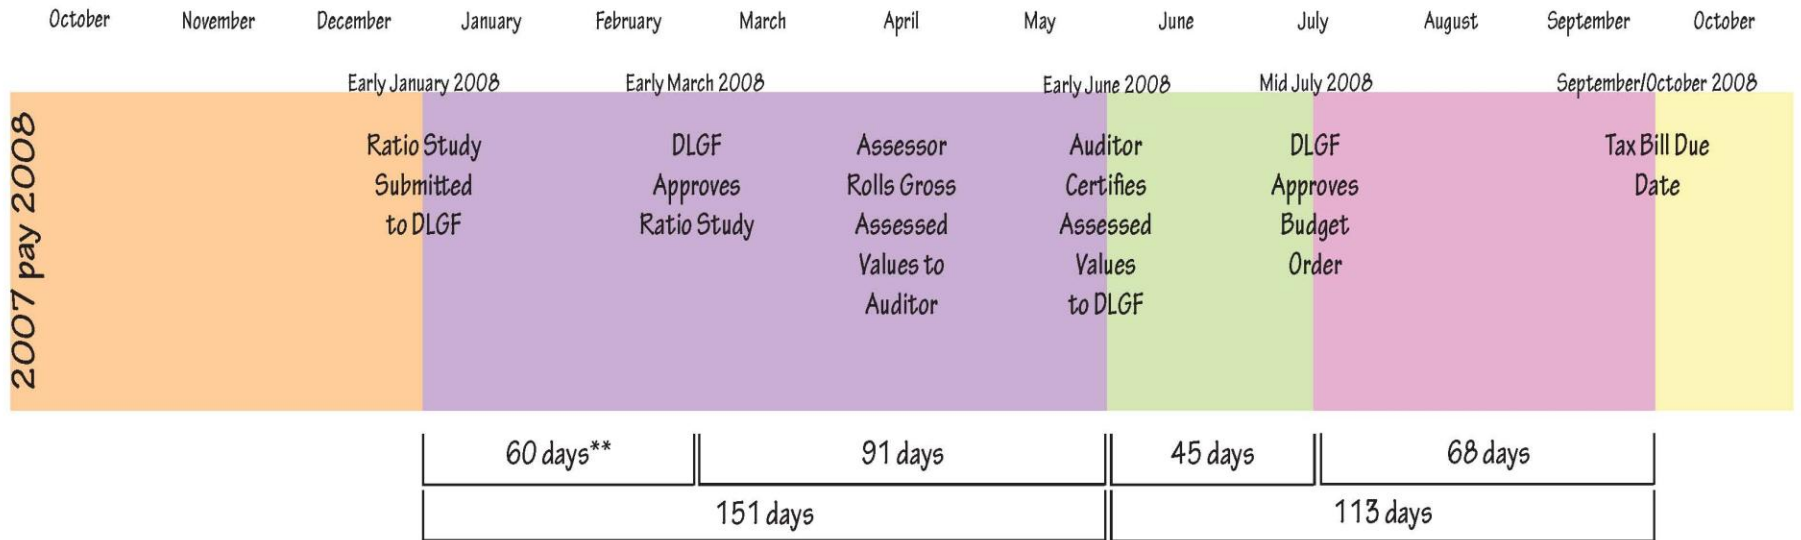 October November December January February March April May June July August September October
Early January 2008 Early March 2008 Early June 2008 Mid July 2008 September/October 2008
2007 pay 2008
Ratio Study
Submitted
to DLGF
DLGF
Approves
Ratio Study
Assessor
Rolls Gross
Assessed
Values to
Auditor
Auditor
Certifies
Assessed
Values
to DLGF
DLGF
Approves
Budget
Order
Tax Bill Due
Date
60 days** 91 days 45 days 68 days
151 days 113 days